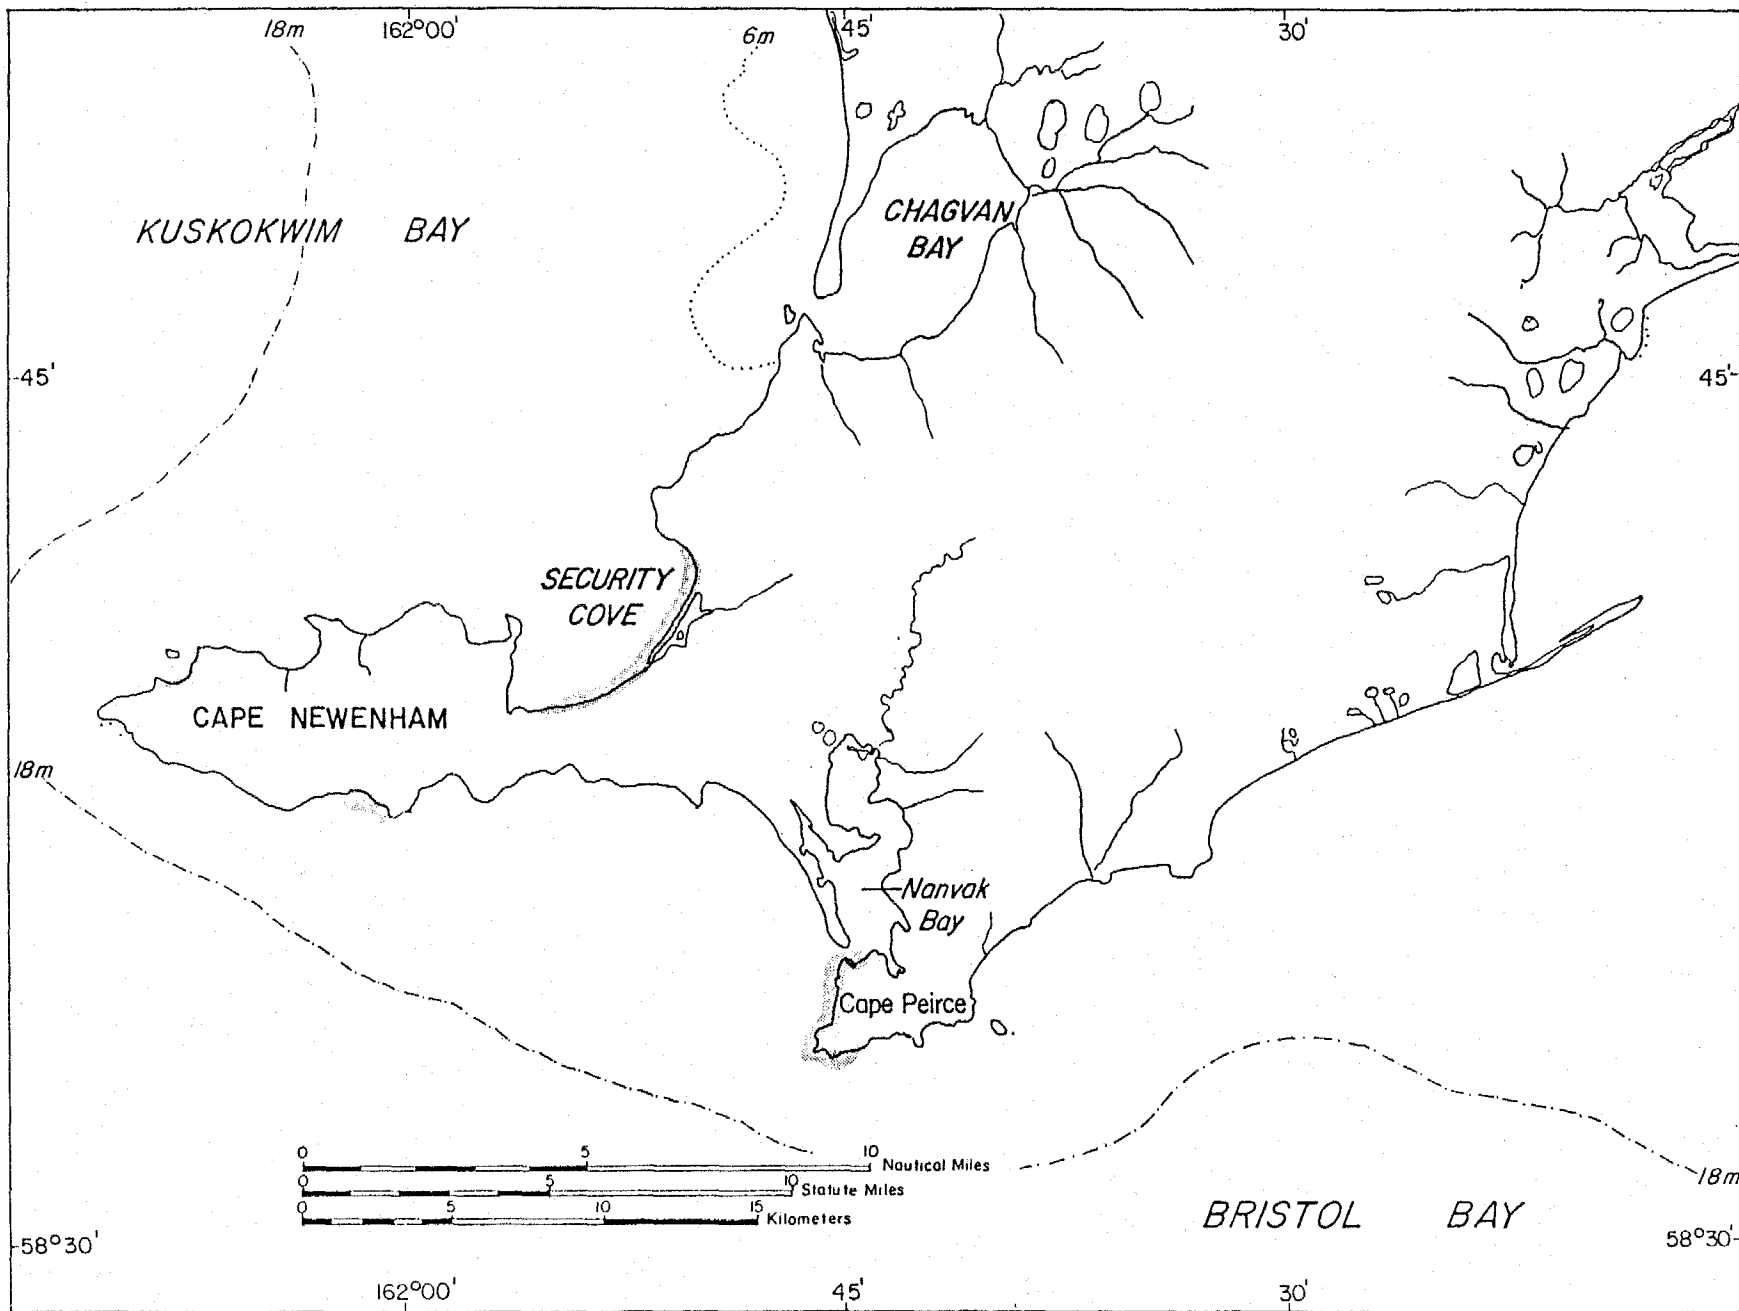 18m
162°00'
6m
45'
30'
CHAGVAN
BAY
KUSKOKWIM BAY
45'
45'
SECURITY
COVE
CAPE NEWENHAM
18m
Nanvak
Bay
Cape Peirce
0 5 10 Nautical Miles
0 5 10 Statute Miles
0 5 10 15 Kilometers
18m
BRISTOL BAY
58°30'
58°30'
162°00'
45'
30'